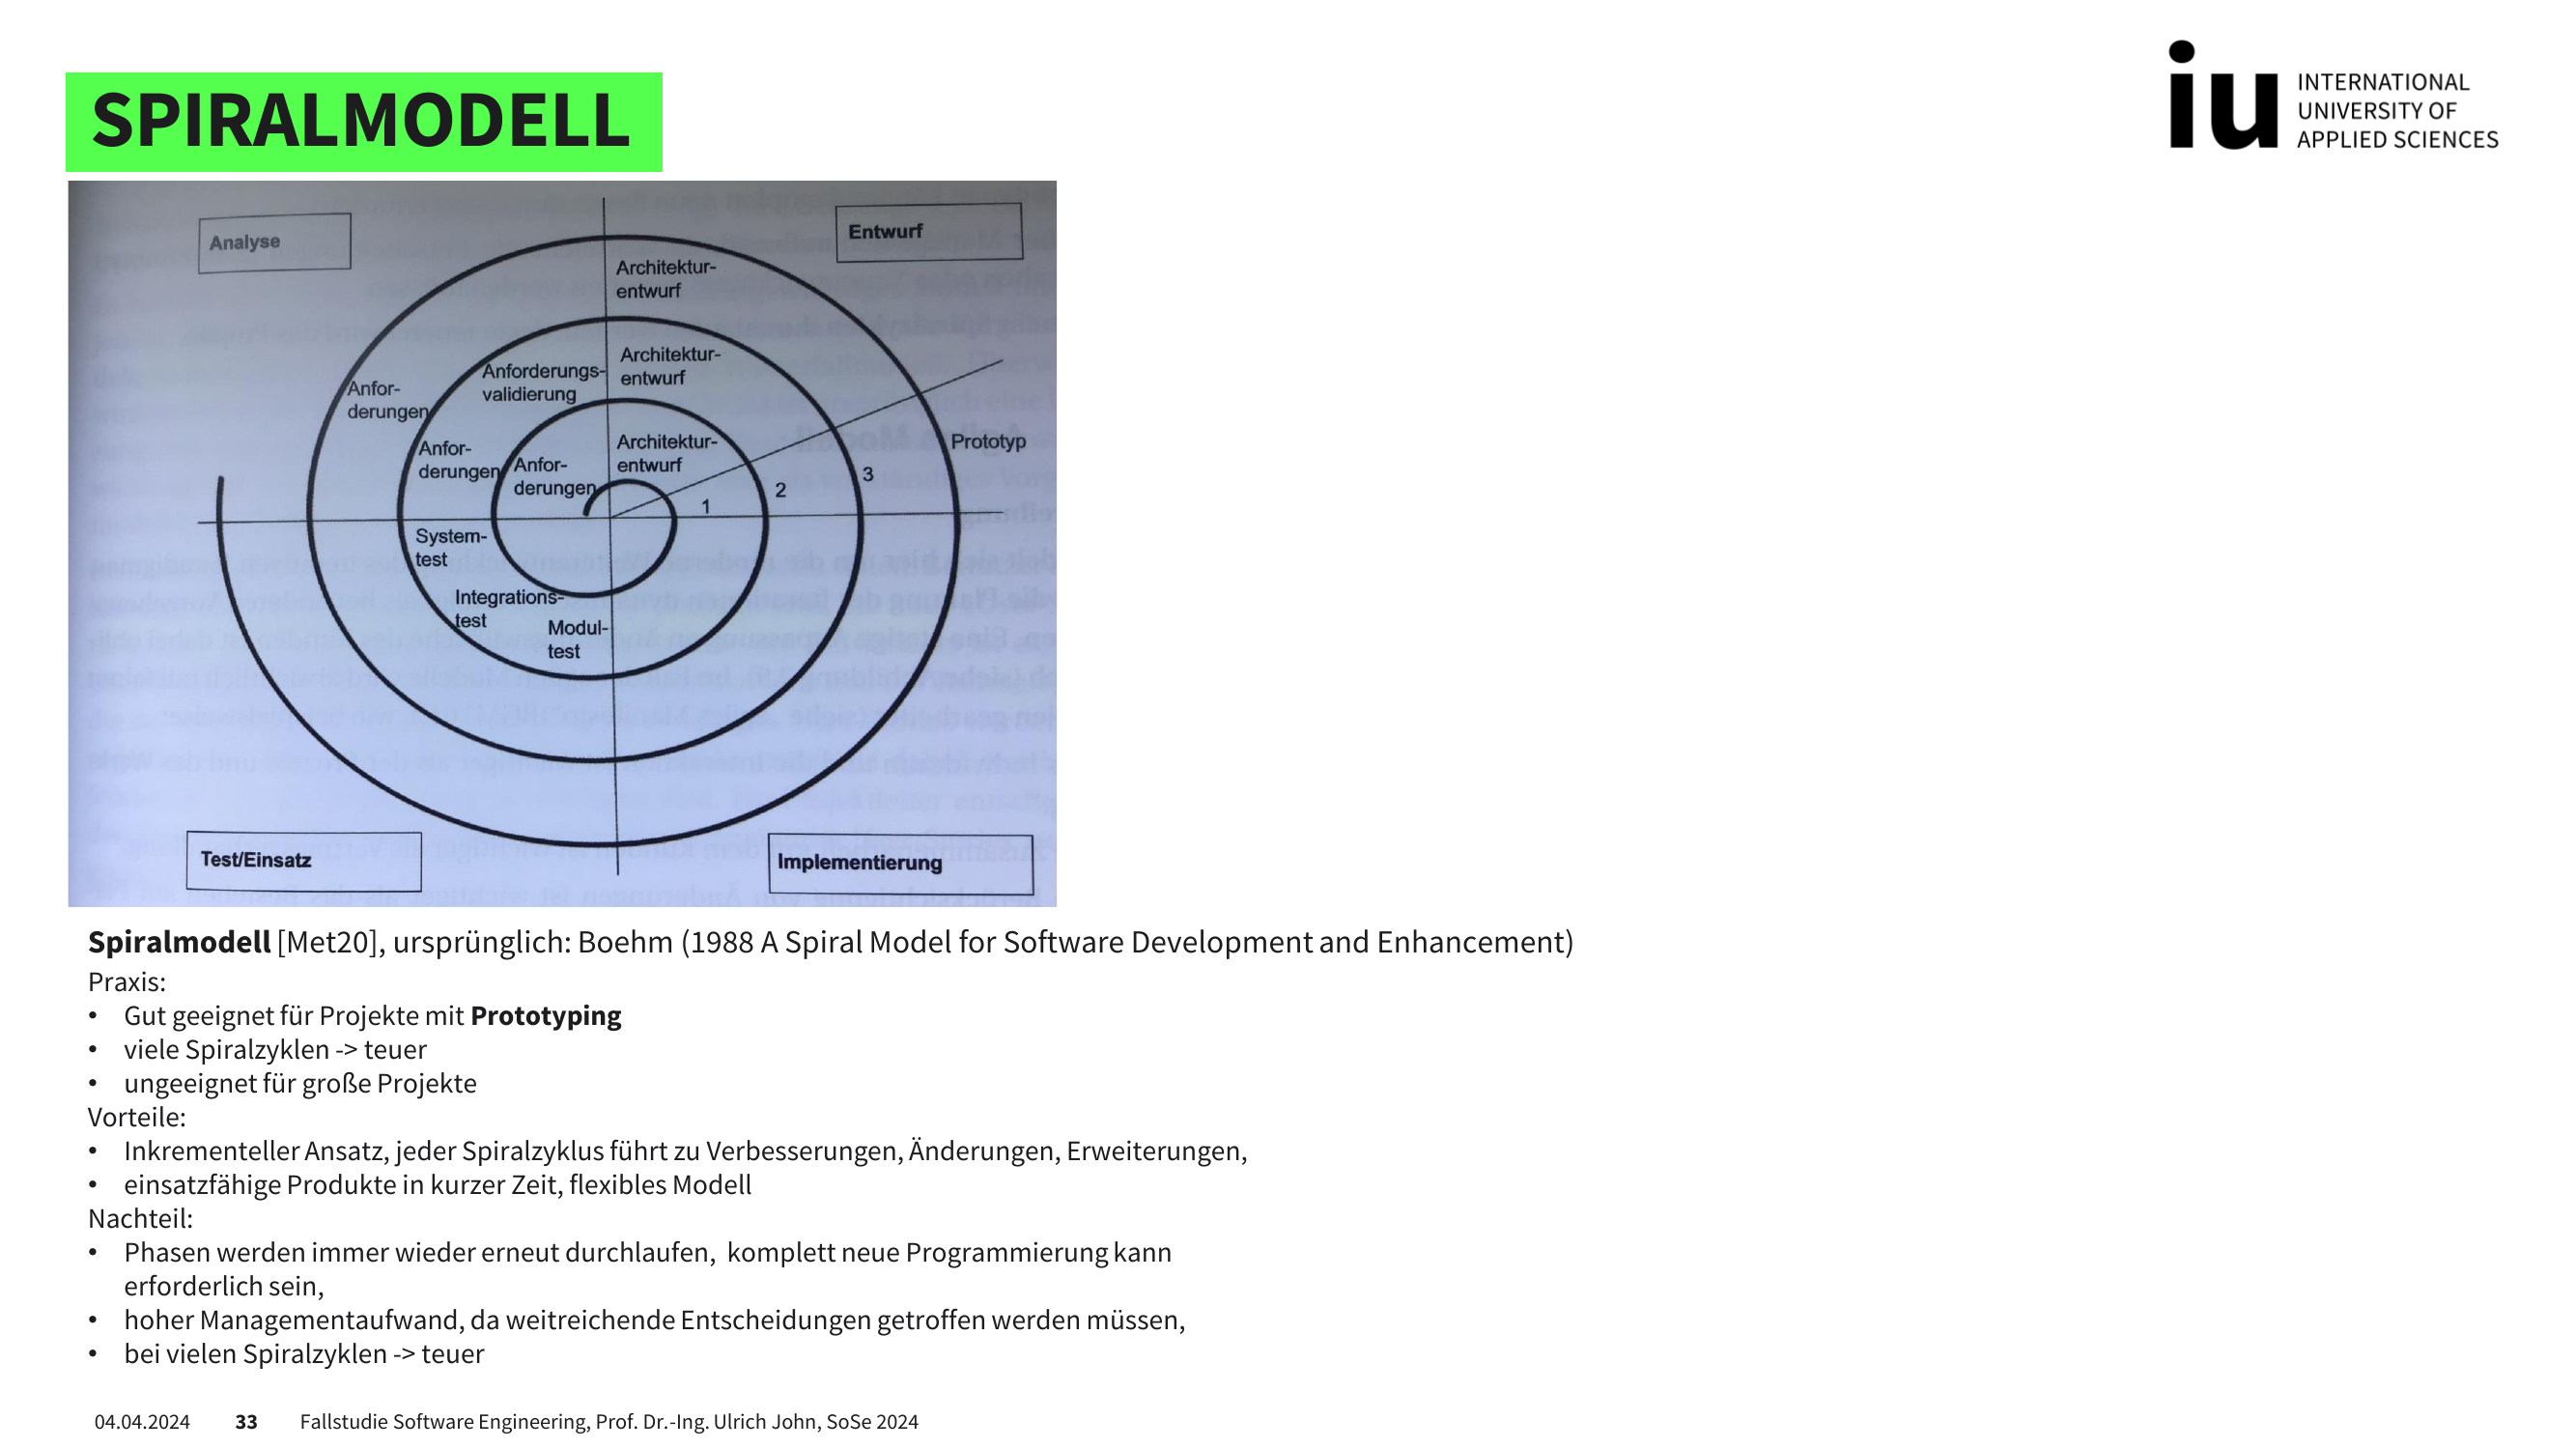 SPIRALMODELL
iu INTERNATIONAL
UNIVERSITY OF
APPLIED SCIENCES
Analyse
Entwurf
Architektur-
entwurf
Architektur-
entwurf
Anforderungs-
validierung
Anfor-
derungen
Architektur-
entwurf
Prototyp
Anfor-
derungen
Anfor-
derungen
3
2
1
System-
test
Integrations-
test
Modul-
test
Test/Einsatz
Implementierung
Spiralmodell [Met20], ursprünglich: Boehm (1988 A Spiral Model for Software Development and Enhancement)
Praxis:
• Gut geeignet für Projekte mit Prototyping
• viele Spiralzyklen -> teuer
• ungeeignet für große Projekte
Vorteile:
• Inkrementeller Ansatz, jeder Spiralzyklus führt zu Verbesserungen, Änderungen, Erweiterungen,
• einsatzfähige Produkte in kurzer Zeit, flexibles Modell
Nachteil:
• Phasen werden immer wieder erneut durchlaufen, komplett neue Programmierung kann
erforderlich sein,
• hoher Managementaufwand, da weitreichende Entscheidungen getroffen werden müssen,
• bei vielen Spiralzyklen -> teuer
04.04.2024 33 Fallstudie Software Engineering, Prof. Dr.-Ing. Ulrich John, SoSe 2024